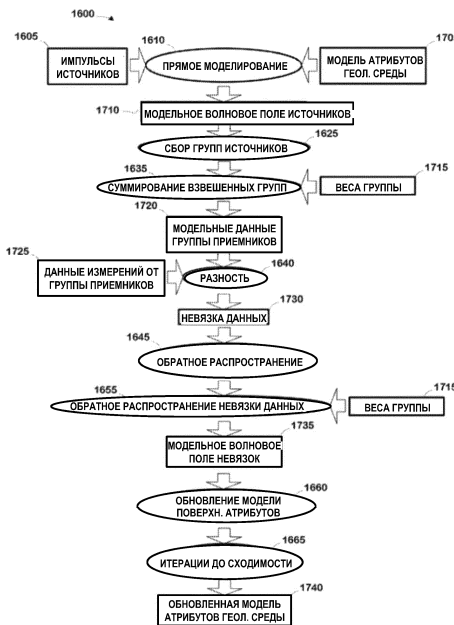 1600
1605
ИМПУЛЬСЫ
ИСТОЧНИКОВ
1610
ПРЯМОЕ МОДЕЛИРОВАНИЕ
170
МОДЕЛЬ АТРИБУТОВ
ГЕОЛ. СРЕДЫ
1710
МОДЕЛЬНОЕ ВОЛНОВОЕ ПОЛЕ ИСТОЧНИКОВ
1625
СБОР ГРУПП ИСТОЧНИКОВ
1635
СУММИРОВАНИЕ ВЗВЕШЕННЫХ ГРУПП
1715
ВЕСА ГРУППЫ
1720
МОДЕЛЬНЫЕ ДАННЫЕ
ГРУППЫ ПРИЕМНИКОВ
1725
ДАННЫЕ ИЗМЕРЕНИЙ ОТ
ГРУППЫ ПРИЕМНИКОВ
1640
РАЗНОСТЬ
1730
НЕВЯЗКА ДАННЫХ
1645
ОБРАТНОЕ РАСПРОСТРАНЕНИЕ
1655
ОБРАТНОЕ РАСПРОСТРАНЕНИЕ НЕВЯЗКИ ДАННЫХ
1715
ВЕСА ГРУППЫ
1735
МОДЕЛЬНОЕ ВОЛНОВОЕ
ПОЛЕ НЕВЯЗОК
1660
ОБНОВЛЕНИЕ МОДЕЛИ
ПОВЕРХН. АТРИБУТОВ
1665
ИТЕРАЦИИ ДО СХОДИМОСТИ
1740
ОБНОВЛЕННАЯ МОДЕЛЬ
АТРИБУТОВ ГЕОЛ. СРЕДЫ